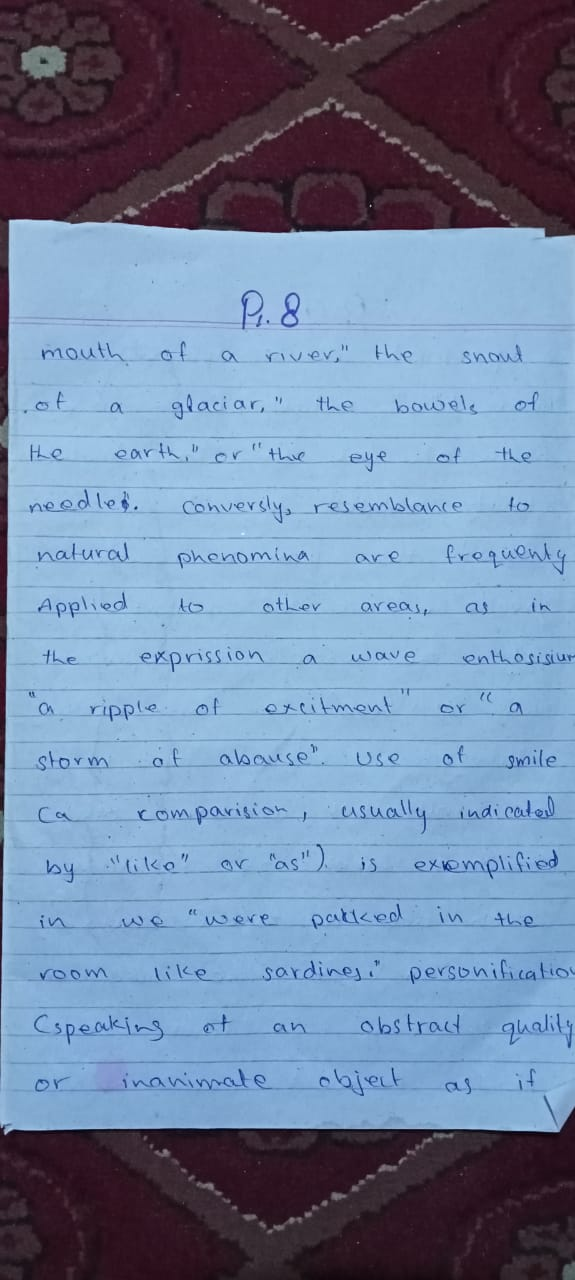 P. 8
mouth of a river," the snout
of a glaciar," the bowels of
the earth," or "the eye of the
needles. conversly, resemblance to
natural phenomina are frequenty
Applied to other areas, as in
the exprission a wave enthosisium
"a ripple of excitment" or "a
storm of abause". use of smile
(a comparision, usually indicated
by "like" or "as") is exemplified
in we "were pakked in the
room like sardines." personification
(speaking of an obstract quality
or inanimate object as if